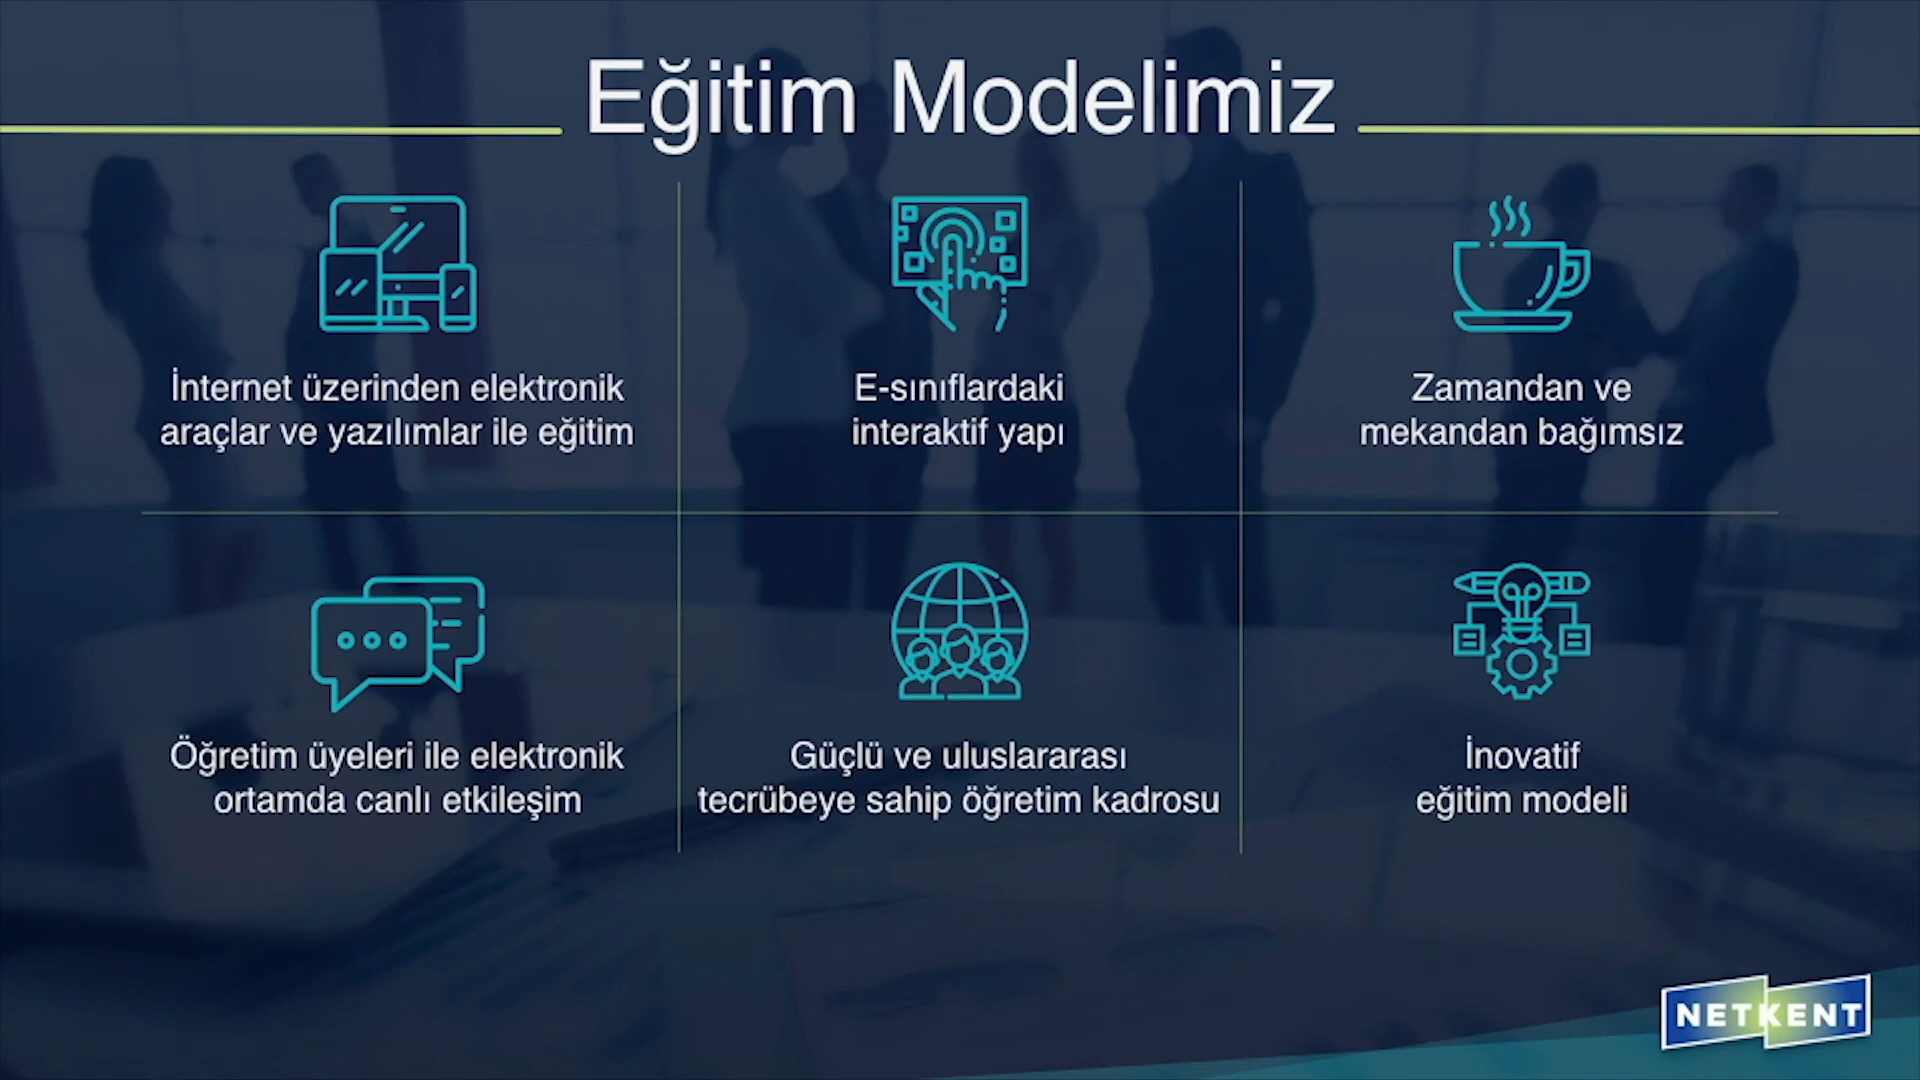 Eğitim Modelimiz
İnternet üzerinden elektronik
araçlar ve yazılımlar ile eğitim
E-sınıflardaki
interaktif yapı
Zamandan ve
mekandan bağımsız
Öğretim üyeleri ile elektronik
ortamda canlı etkileşim
Güçlü ve uluslararası
tecrübeye sahip öğretim kadrosu
İnovatif
eğitim modeli
NETKENT